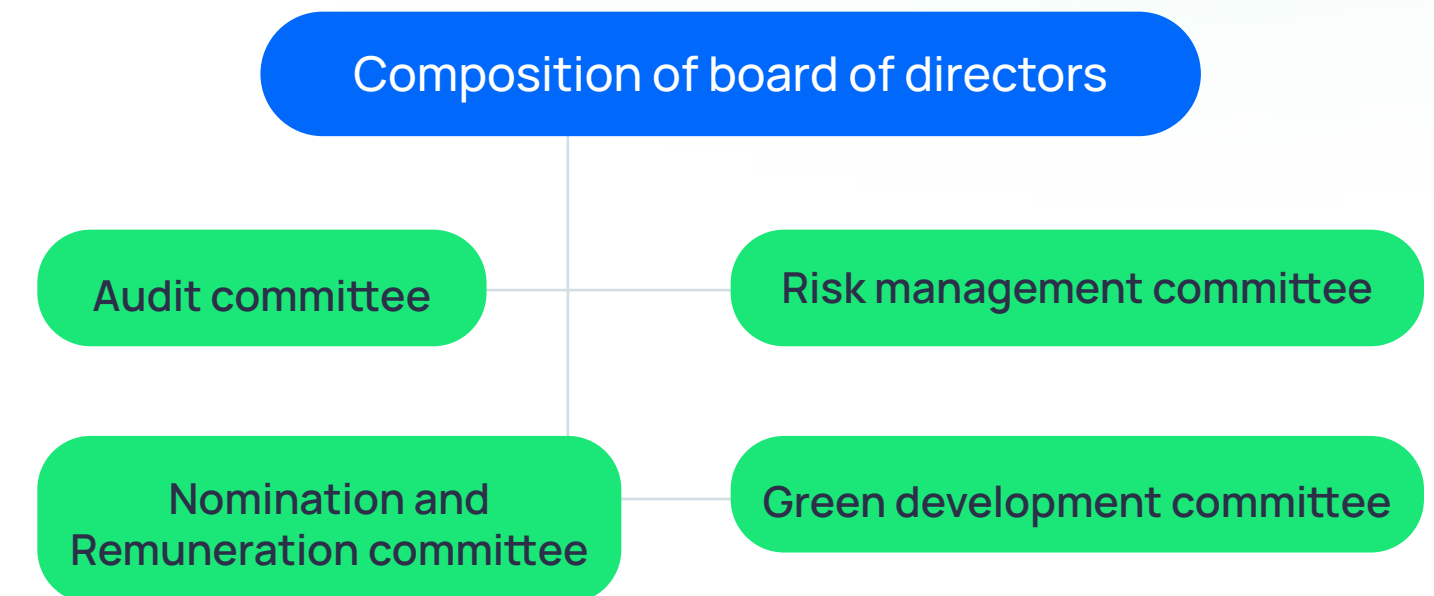 Composition of board of directors
Audit committee
Risk management committee
Nomination and
Remuneration committee
Green development committee